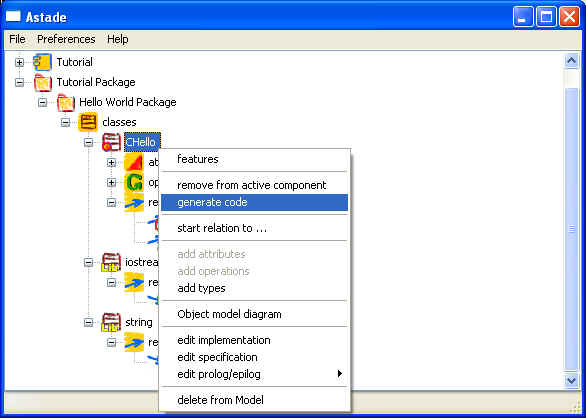 Astade
File Preferences Help
Tutorial
Tutorial Package
Hello World Package
classes
CHello
features
at
remove from active component
op
generate code
re
start relation to ...
add attributes
iostrea
add operations
re
add types
Object model diagram
string
edit implementation
re
edit specification
edit prolog/epilog
delete from Model